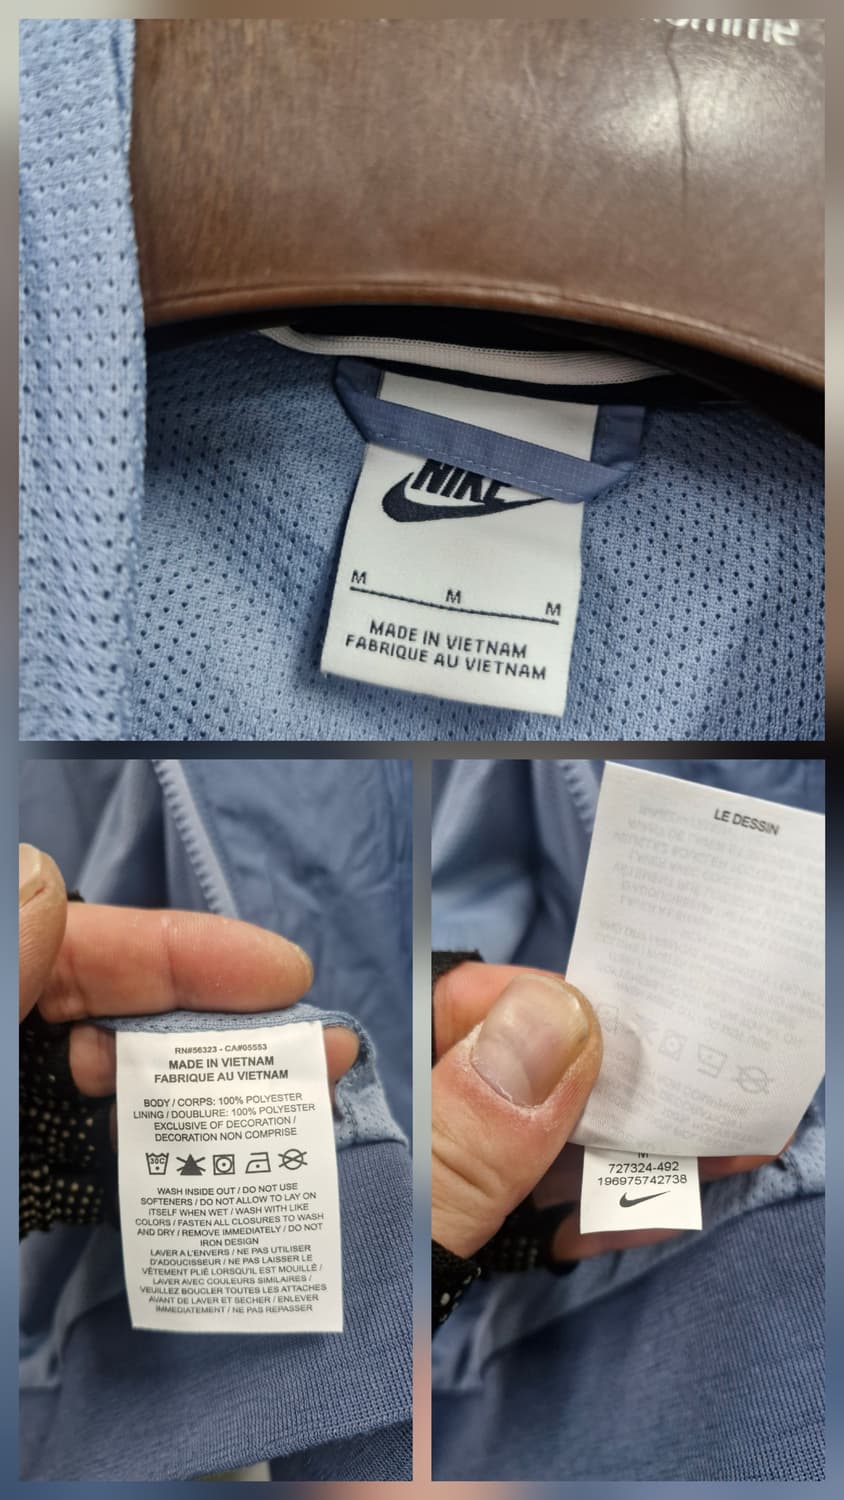 omme
NIKE
M M M
MADE IN VIETNAM
FABRIQUE AU VIETNAM
RN#56323 - CA#05553
MADE IN VIETNAM
FABRIQUE AU VIETNAM
BODY / CORPS: 100% POLYESTER
LINING / DOUBLURE: 100% POLYESTER
EXCLUSIVE OF DECORATION /
DECORATION NON COMPRISE
30C
WASH INSIDE OUT / DO NOT USE
SOFTENERS / DO NOT ALLOW TO LAY ON
ITSELF WHEN WET / WASH WITH LIKE
COLORS / FASTEN ALL CLOSURES TO WASH
AND DRY / REMOVE IMMEDIATELY / DO NOT
IRON DESIGN
LAVER A L'ENVERS / NE PAS UTILISER
D'ADOUCISSEUR / NE PAS LAISSER LE
VÊTEMENT PLIÉ LORSQU'IL EST MOUILLÉ /
LAVER AVEC COULEURS SIMILAIRES /
VEUILLEZ BOUCLER TOUTES LES ATTACHES
AVANT DE LAVER ET SECHER / ENLEVER
IMMEDIATEMENT / NE PAS REPASSER
LE DESSIN
M
727324-492
196975742738